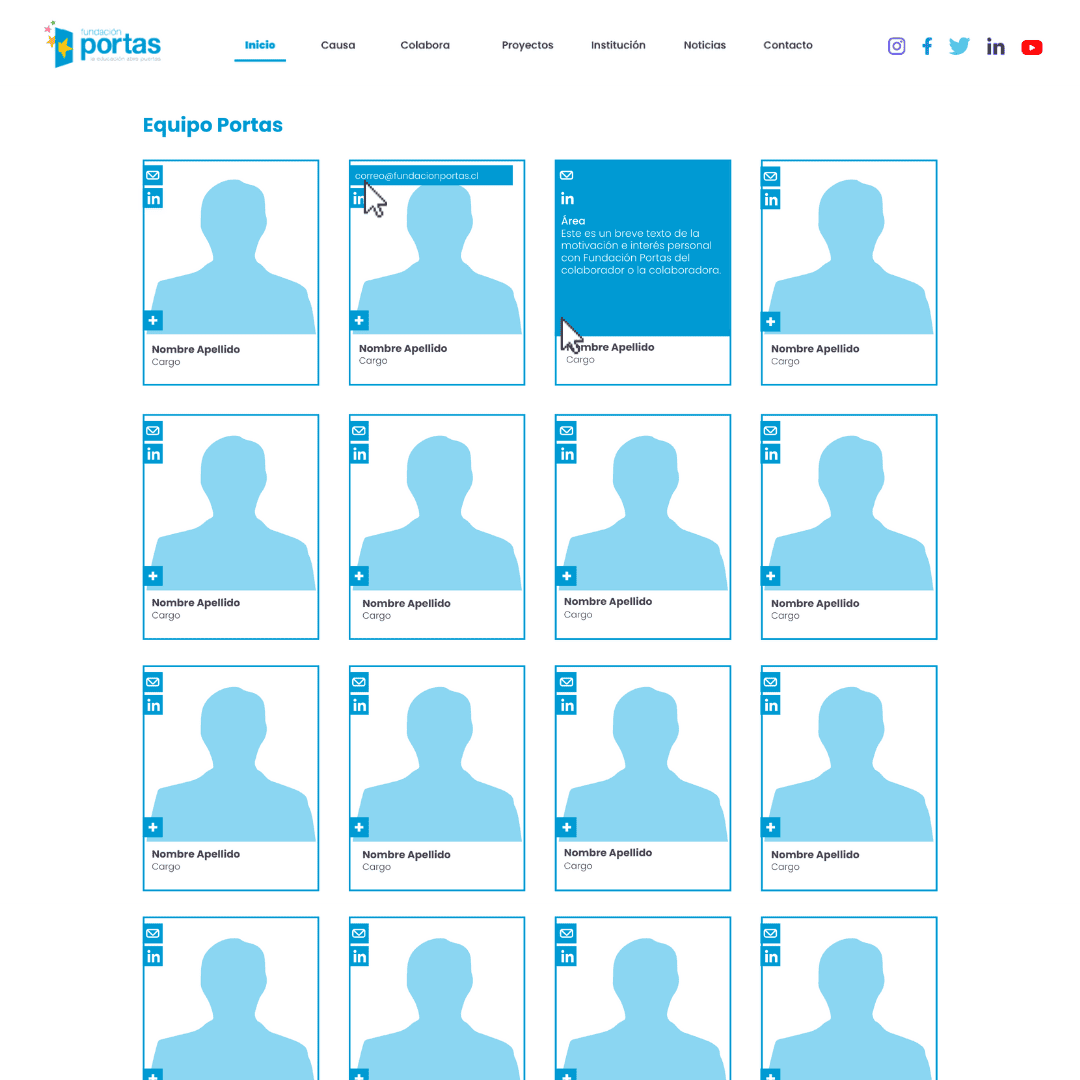 fundación
portas
la educación abre puertas
Inicio
Causa
Colabora
Proyectos
Institución
Noticias
Contacto
in
Equipo Portas
in
Nombre Apellido
Cargo
correo@fundacionportas.cl
in
Nombre Apellido
Cargo
in
Área
Este es un breve texto de la
motivación e interés personal
con Fundación Portas del
colaborador o la colaboradora.
Nombre Apellido
Cargo
in
Nombre Apellido
Cargo
in
Nombre Apellido
Cargo
in
Nombre Apellido
Cargo
in
Nombre Apellido
Cargo
in
Nombre Apellido
Cargo
in
Nombre Apellido
Cargo
in
Nombre Apellido
Cargo
in
Nombre Apellido
Cargo
in
Nombre Apellido
Cargo
in
in
in
in